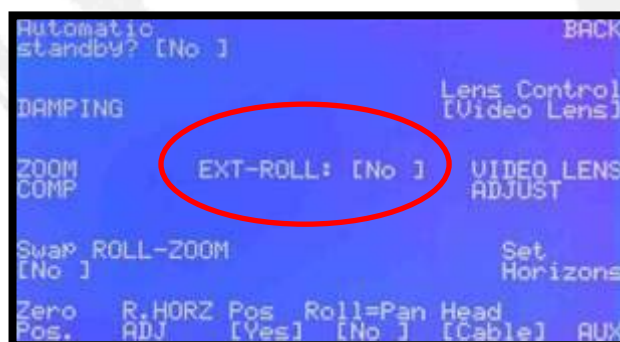 Automatic BACK
standby? [No ]
Lens Control
DAMPING [Video Lens]
ZOOM EXT-ROLL: [No ] VIDEO LENS
COMP ADJUST
Swap ROLL-ZOOM Set
[No ] Horizons
Zero R.HORZ Pos Roll=Pan Head
Pos. ADJ [Yes] [No ] [Cable] AUX